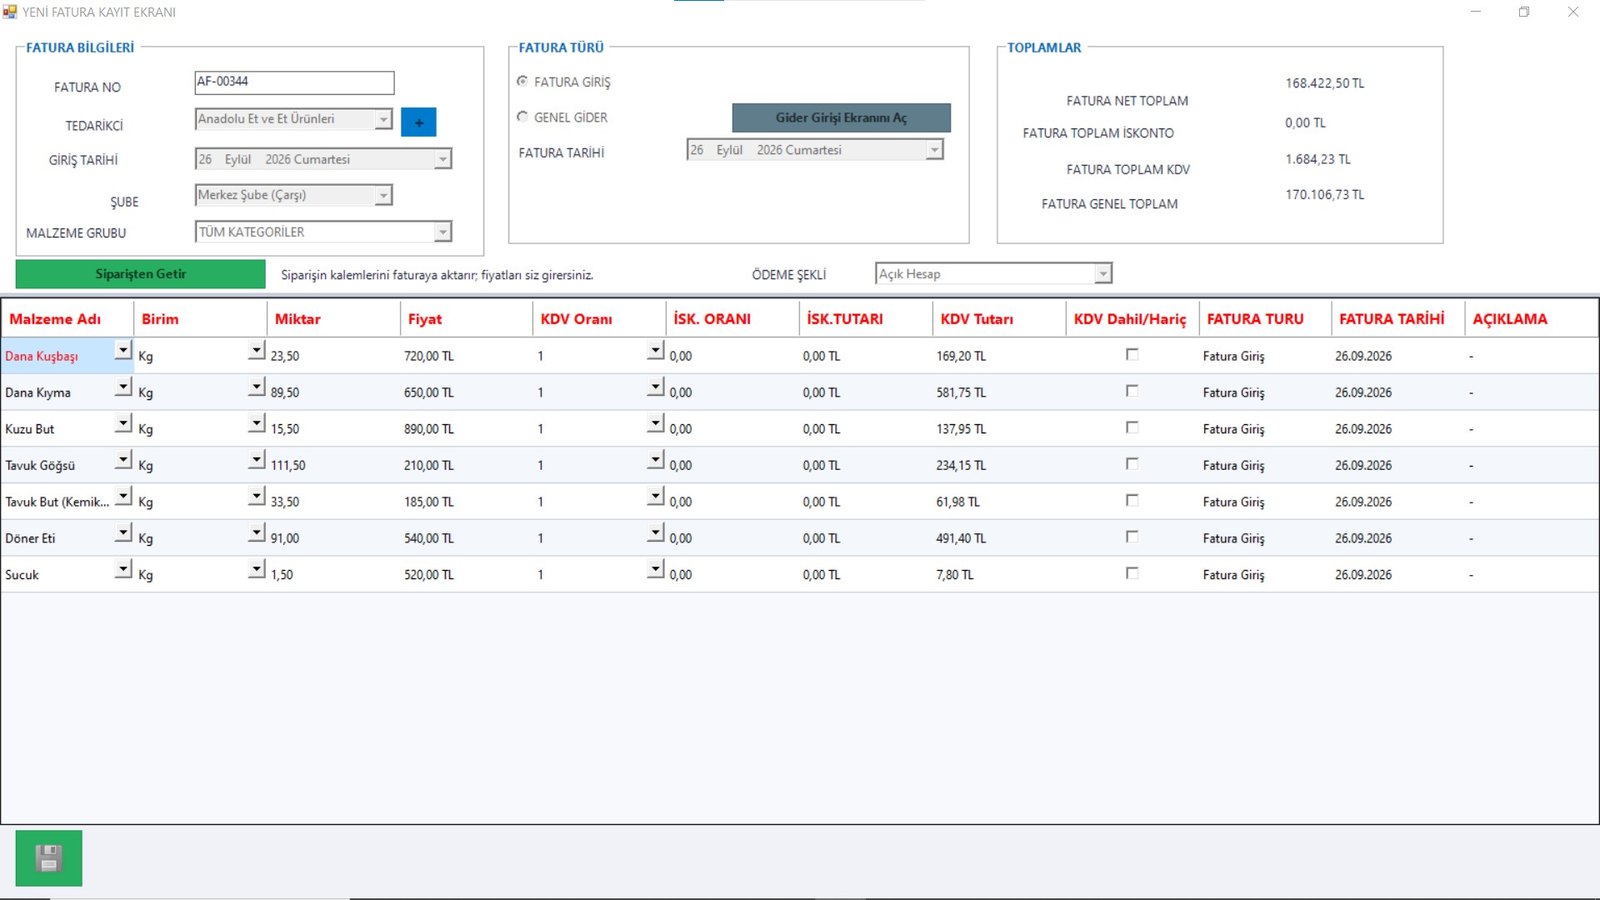 YENİ FATURA KAYIT EKRANI
FATURA BİLGİLERİ
FATURA NO AF-00344
TEDARİKCİ Anadolu Et ve Et Ürünleri +
GİRİŞ TARİHİ 26 Eylül 2026 Cumartesi
ŞUBE Merkez Şube (Çarşı)
MALZEME GRUBU TÜM KATEGORİLER
FATURA TÜRÜ
FATURA GİRİŞ
GENEL GİDER Gider Girişi Ekranını Aç
FATURA TARİHİ 26 Eylül 2026 Cumartesi
TOPLAMLAR
FATURA NET TOPLAM 168.422,50 TL
FATURA TOPLAM İSKONTO 0,00 TL
FATURA TOPLAM KDV 1.684,23 TL
FATURA GENEL TOPLAM 170.106,73 TL
Siparişten Getir Siparişin kalemlerini faturaya aktarır; fiyatları siz girersiniz. ÖDEME ŞEKLİ Açık Hesap
Malzeme Adı Birim Miktar Fiyat KDV Oranı İSK. ORANI İSK.TUTARI KDV Tutarı KDV Dahil/Hariç FATURA TURU FATURA TARİHİ AÇIKLAMA
Dana Kuşbaşı Kg 23,50 720,00 TL 1 0,00 0,00 TL 169,20 TL Fatura Giriş 26.09.2026 -
Dana Kıyma Kg 89,50 650,00 TL 1 0,00 0,00 TL 581,75 TL Fatura Giriş 26.09.2026 -
Kuzu But Kg 15,50 890,00 TL 1 0,00 0,00 TL 137,95 TL Fatura Giriş 26.09.2026 -
Tavuk Göğsü Kg 111,50 210,00 TL 1 0,00 0,00 TL 234,15 TL Fatura Giriş 26.09.2026 -
Tavuk But (Kemik... Kg 33,50 185,00 TL 1 0,00 0,00 TL 61,98 TL Fatura Giriş 26.09.2026 -
Döner Eti Kg 91,00 540,00 TL 1 0,00 0,00 TL 491,40 TL Fatura Giriş 26.09.2026 -
Sucuk Kg 1,50 520,00 TL 1 0,00 0,00 TL 7,80 TL Fatura Giriş 26.09.2026 -